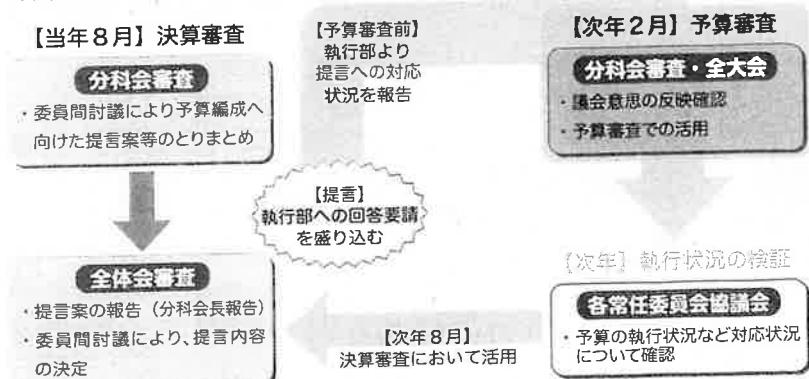 【当年8月】決算審査
分科会審査
・委員間討議により予算編成へ
向けた提言案等のとりまとめ
全体会審査
・提言案の報告（分科会長報告）
・委員間討議により、提言内容
の決定
【予算審査前】
執行部より
提言への対応
状況を報告
【提言】
執行部への回答要請
を盛り込む
【次年8月】
決算審査において活用
【次年2月】予算審査
分科会審査・全大会
・議会意思の反映確認
・予算審査での活用
【次年】執行状況の検証
各常任委員会協議会
・予算の執行状況など対応状況
について確認